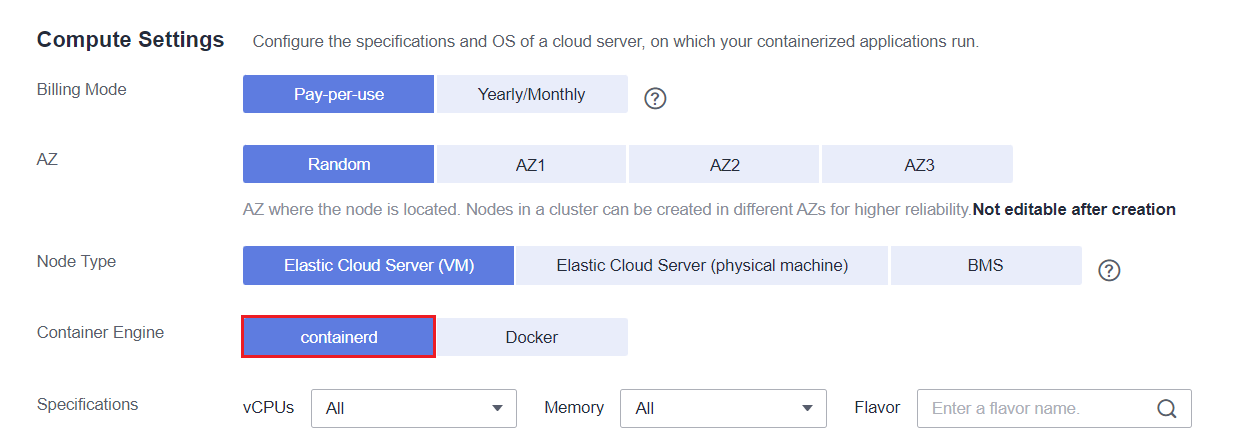 Compute Settings Configure the specifications and OS of a cloud server, on which your containerized applications run.
Billing Mode Pay-per-use Yearly/Monthly ?
AZ Random AZ1 AZ2 AZ3
AZ where the node is located. Nodes in a cluster can be created in different AZs for higher reliability.Not editable after creation
Node Type Elastic Cloud Server (VM) Elastic Cloud Server (physical machine) BMS ?
Container Engine containerd Docker
Specifications vCPUs All Memory All Flavor Enter a flavor name.